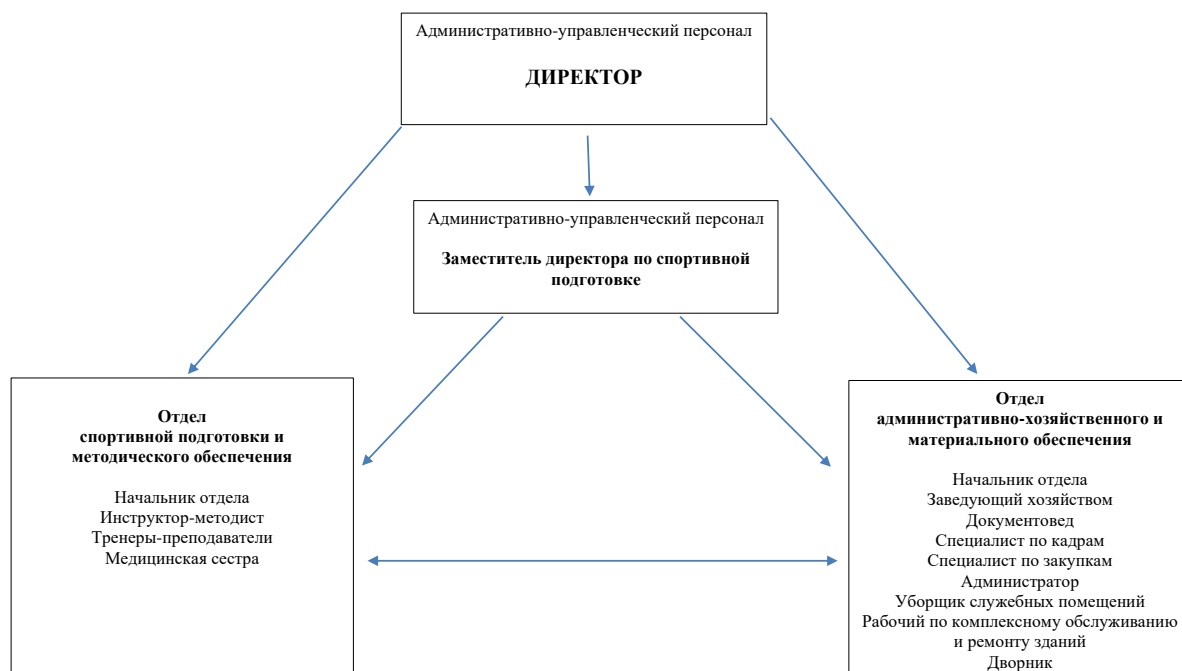 Административно-управленческий персонал
ДИРЕКТОР
Административно-управленческий персонал
Заместитель директора по спортивной
подготовке
Отдел
спортивной подготовки и
методического обеспечения
Начальник отдела
Инструктор-методист
Тренеры-преподаватели
Медицинская сестра
Отдел
административно-хозяйственного и
материального обеспечения
Начальник отдела
Заведующий хозяйством
Документовед
Специалист по кадрам
Специалист по закупкам
Администратор
Уборщик служебных помещений
Рабочий по комплексному обслуживанию
и ремонту зданий
Дворник